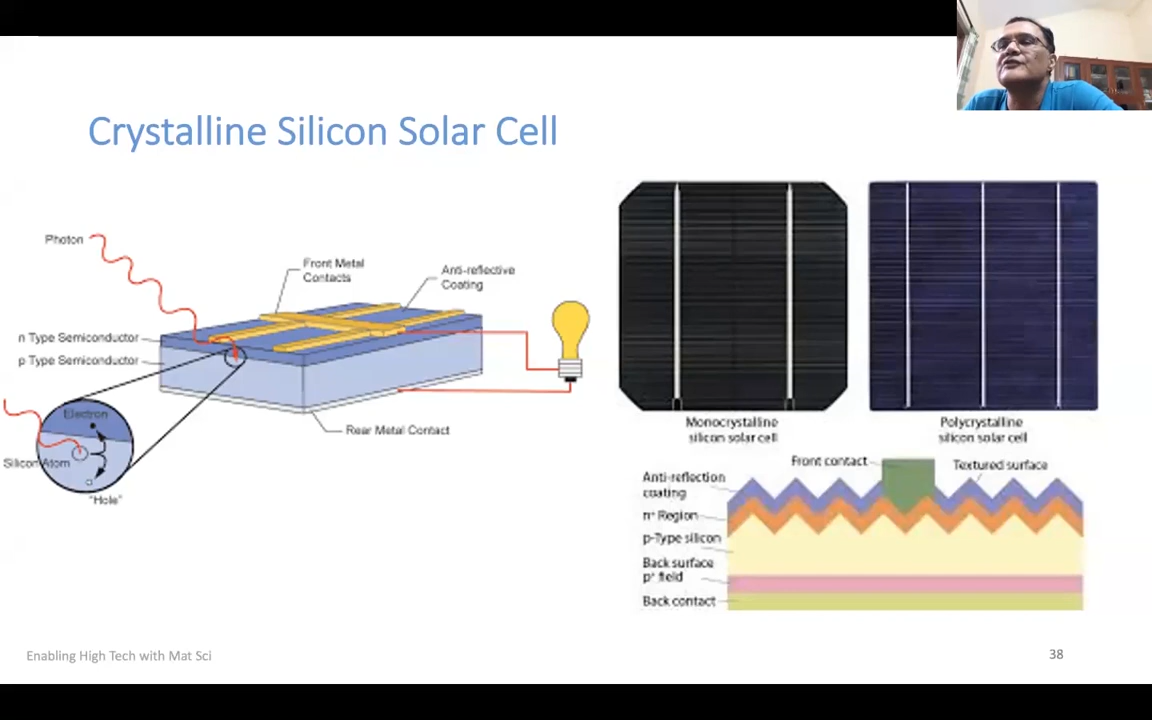 Crystalline Silicon Solar Cell
Photon
Front Metal
Contacts
Anti-reflective
Coating
n Type Semiconductor
p Type Semiconductor
Rear Metal Contact
Electron
Silicon Atom
"Hole"
Monocrystalline
silicon solar cell
Polycrystalline
silicon solar cell
Front contact
Textured surface
Anti-reflection
coating
n⁺ Region
p-Type silicon
Back surface
p⁺ field
Back contact
Enabling High Tech with Mat Sci
38